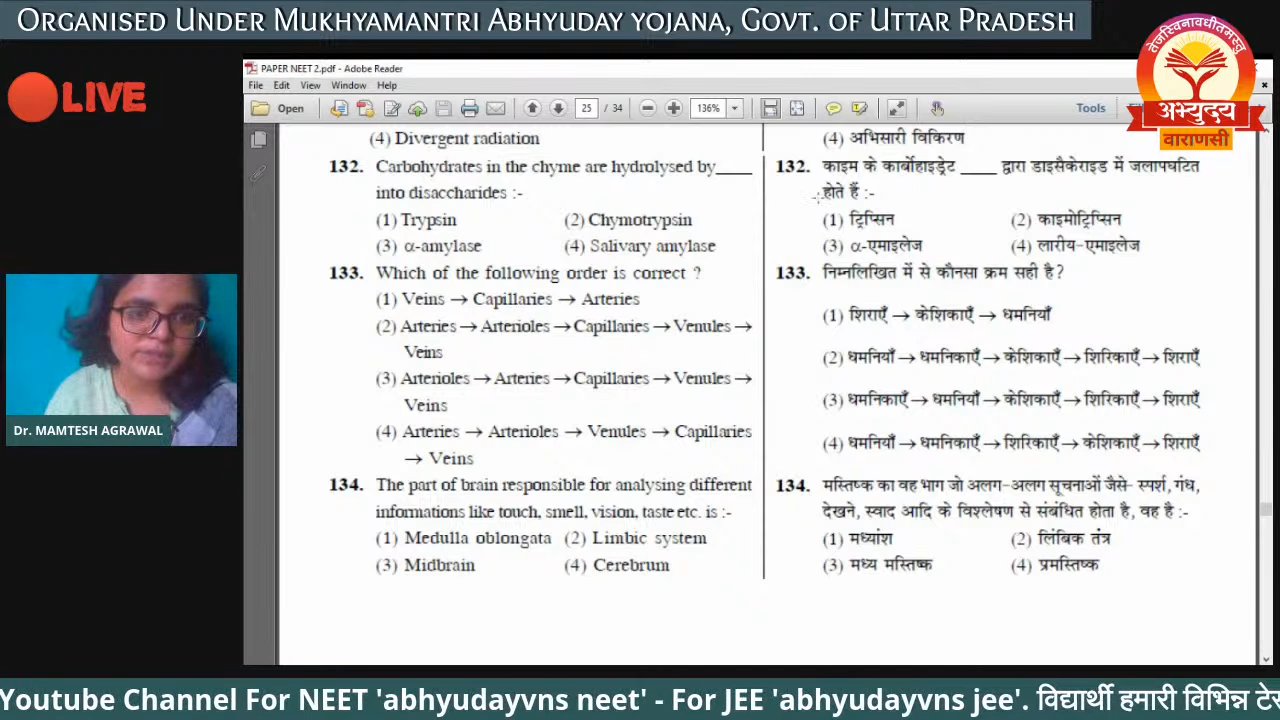 ORGANISED UNDER MUKHYAMANTRI ABHYUDAY YOJANA, GOVT. OF UTTAR PRADESH
LIVE
तेजस्विनावधीतमस्तु
अभ्युदय
वाराणसी
PAPER NEET 2.pdf - Adobe Reader
File Edit View Window Help
Open 25 / 34 136% Tools
(4) Divergent radiation
132. Carbohydrates in the chyme are hydrolysed by____
into disaccharides :-
(1) Trypsin (2) Chymotrypsin
(3) α-amylase (4) Salivary amylase
133. Which of the following order is correct ?
(1) Veins → Capillaries → Arteries
(2) Arteries → Arterioles → Capillaries → Venules →
Veins
(3) Arterioles → Arteries → Capillaries → Venules →
Veins
(4) Arteries → Arterioles → Venules → Capillaries
→ Veins
134. The part of brain responsible for analysing different
informations like touch, smell, vision, taste etc. is :-
(1) Medulla oblongata (2) Limbic system
(3) Midbrain (4) Cerebrum
(4) अभिसारी विकिरण
132. काइम के कार्बोहाइड्रेट ____ द्वारा डाइसैकेराइड में जलापघटित
होते हैं :-
(1) ट्रिप्सिन (2) काइमोट्रिप्सिन
(3) α-एमाइलेज (4) लारीय-एमाइलेज
133. निम्नलिखित में से कौनसा क्रम सही है?
(1) शिराएँ → केशिकाएँ → धमनियाँ
(2) धमनियाँ → धमनिकाएँ → केशिकाएँ → शिरिकाएँ → शिराएँ
(3) धमनिकाएँ → धमनियाँ → केशिकाएँ → शिरिकाएँ → शिराएँ
(4) धमनियाँ → धमनिकाएँ → शिरिकाएँ → केशिकाएँ → शिराएँ
134. मस्तिष्क का वह भाग जो अलग-अलग सूचनाओं जैसे- स्पर्श, गंध,
देखने, स्वाद आदि के विश्लेषण से संबंधित होता है, वह है :-
(1) मध्यांश (2) लिंबिक तंत्र
(3) मध्य मस्तिष्क (4) प्रमस्तिष्क
Dr. MAMTESH AGRAWAL
Youtube Channel For NEET 'abhyudayvns neet' - For JEE 'abhyudayvns jee'. विद्यार्थी हमारी विभिन्न